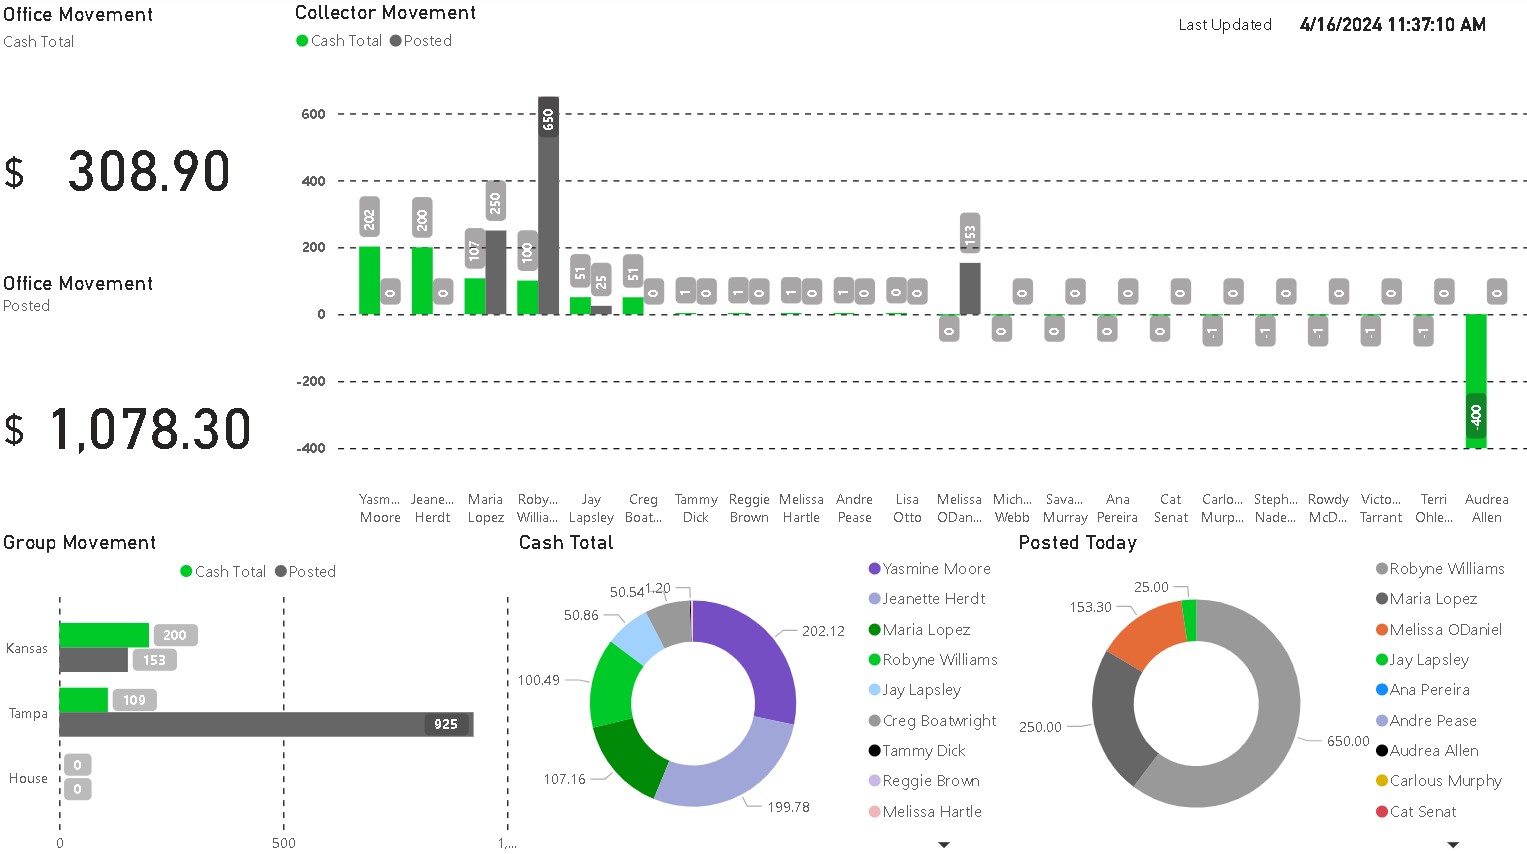 Office Movement
Cash Total
$ 308.90
Office Movement
Posted
$ 1,078.30
Collector Movement
Cash Total Posted
Last Updated 4/16/2024 11:37:10 AM
600
400
200
0
-200
-400
202 0 200 0 107 250 100 650 51 25 51 0 1 0 1 0 1 0 1 0 0 0 0 153 0 0 0 0 0 0 0 0 -1 0 -1 0 -1 0 -1 0 -1 0 -400 0
Yasm... Moore
Jeane... Herdt
Maria Lopez
Roby... Willia...
Jay Lapsley
Creg Boat...
Tammy Dick
Reggie Brown
Melissa Hartle
Andre Pease
Lisa Otto
Melissa ODan...
Mich... Webb
Sava... Murray
Ana Pereira
Cat Senat
Carlo... Murp...
Steph... Nade...
Rowdy McD...
Victo... Tarrant
Terri Ohle...
Audrea Allen
Group Movement
Cash Total Posted
Kansas 200
153
Tampa 109
925
House 0
0
0 500 1,...
Cash Total
50.54 1.20
50.86
202.12
100.49
107.16
199.78
Yasmine Moore
Jeanette Herdt
Maria Lopez
Robyne Williams
Jay Lapsley
Creg Boatwright
Tammy Dick
Reggie Brown
Melissa Hartle
Posted Today
25.00
153.30
250.00
650.00
Robyne Williams
Maria Lopez
Melissa ODaniel
Jay Lapsley
Ana Pereira
Andre Pease
Audrea Allen
Carlous Murphy
Cat Senat